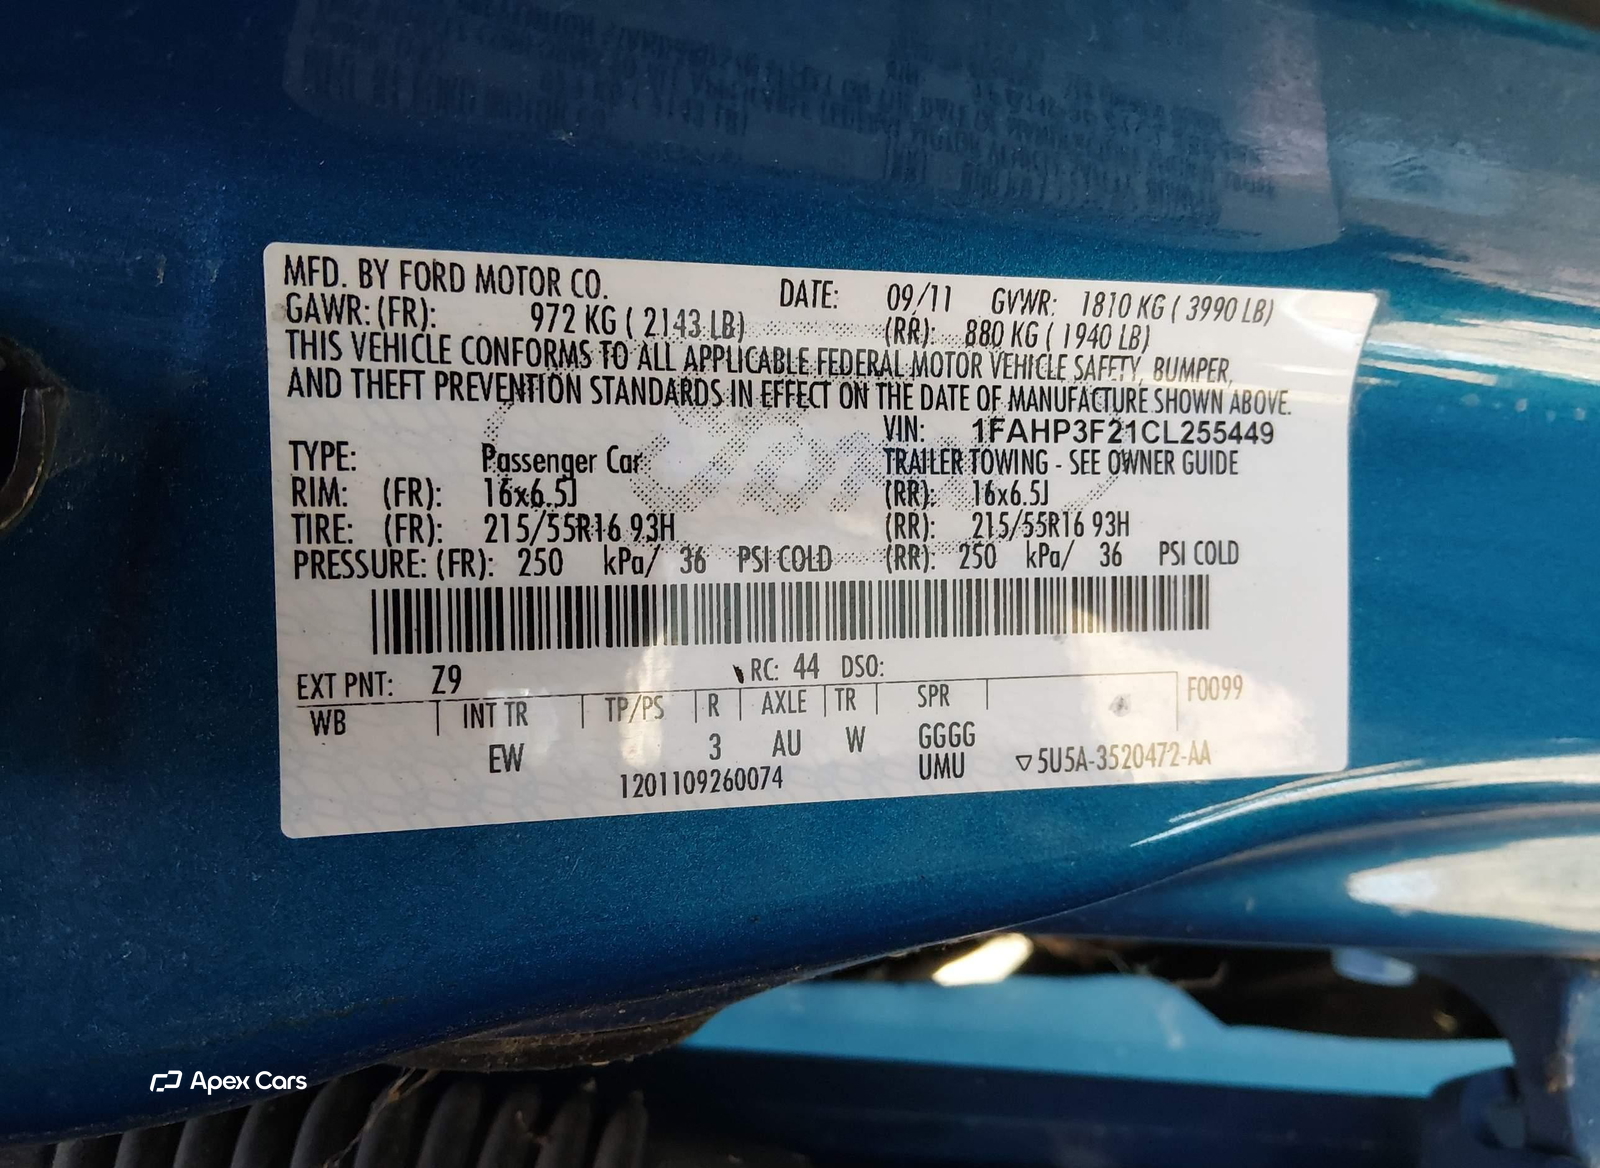 MFD. BY FORD MOTOR CO. DATE: 09/11 GVWR: 1810 KG ( 3990 LB)
GAWR: (FR): 972 KG ( 2143 LB) (RR): 880 KG ( 1940 LB)
THIS VEHICLE CONFORMS TO ALL APPLICABLE FEDERAL MOTOR VEHICLE SAFETY, BUMPER,
AND THEFT PREVENTION STANDARDS IN EFFECT ON THE DATE OF MANUFACTURE SHOWN ABOVE.
VIN: 1FAHP3F21CL255449
TYPE: Passenger Car TRAILER TOWING - SEE OWNER GUIDE
RIM: (FR): 16x6.5J (RR): 16x6.5J
TIRE: (FR): 215/55R16 93H (RR): 215/55R16 93H
PRESSURE: (FR): 250 kPa/ 36 PSI COLD (RR): 250 kPa/ 36 PSI COLD
EXT PNT: Z9 RC: 44 DSO:
WB INT TR TP/PS R AXLE TR SPR F0099
EW 3 AU W GGGG
1201109260074 UMU ▽5U5A-3520472-AA
Apex Cars